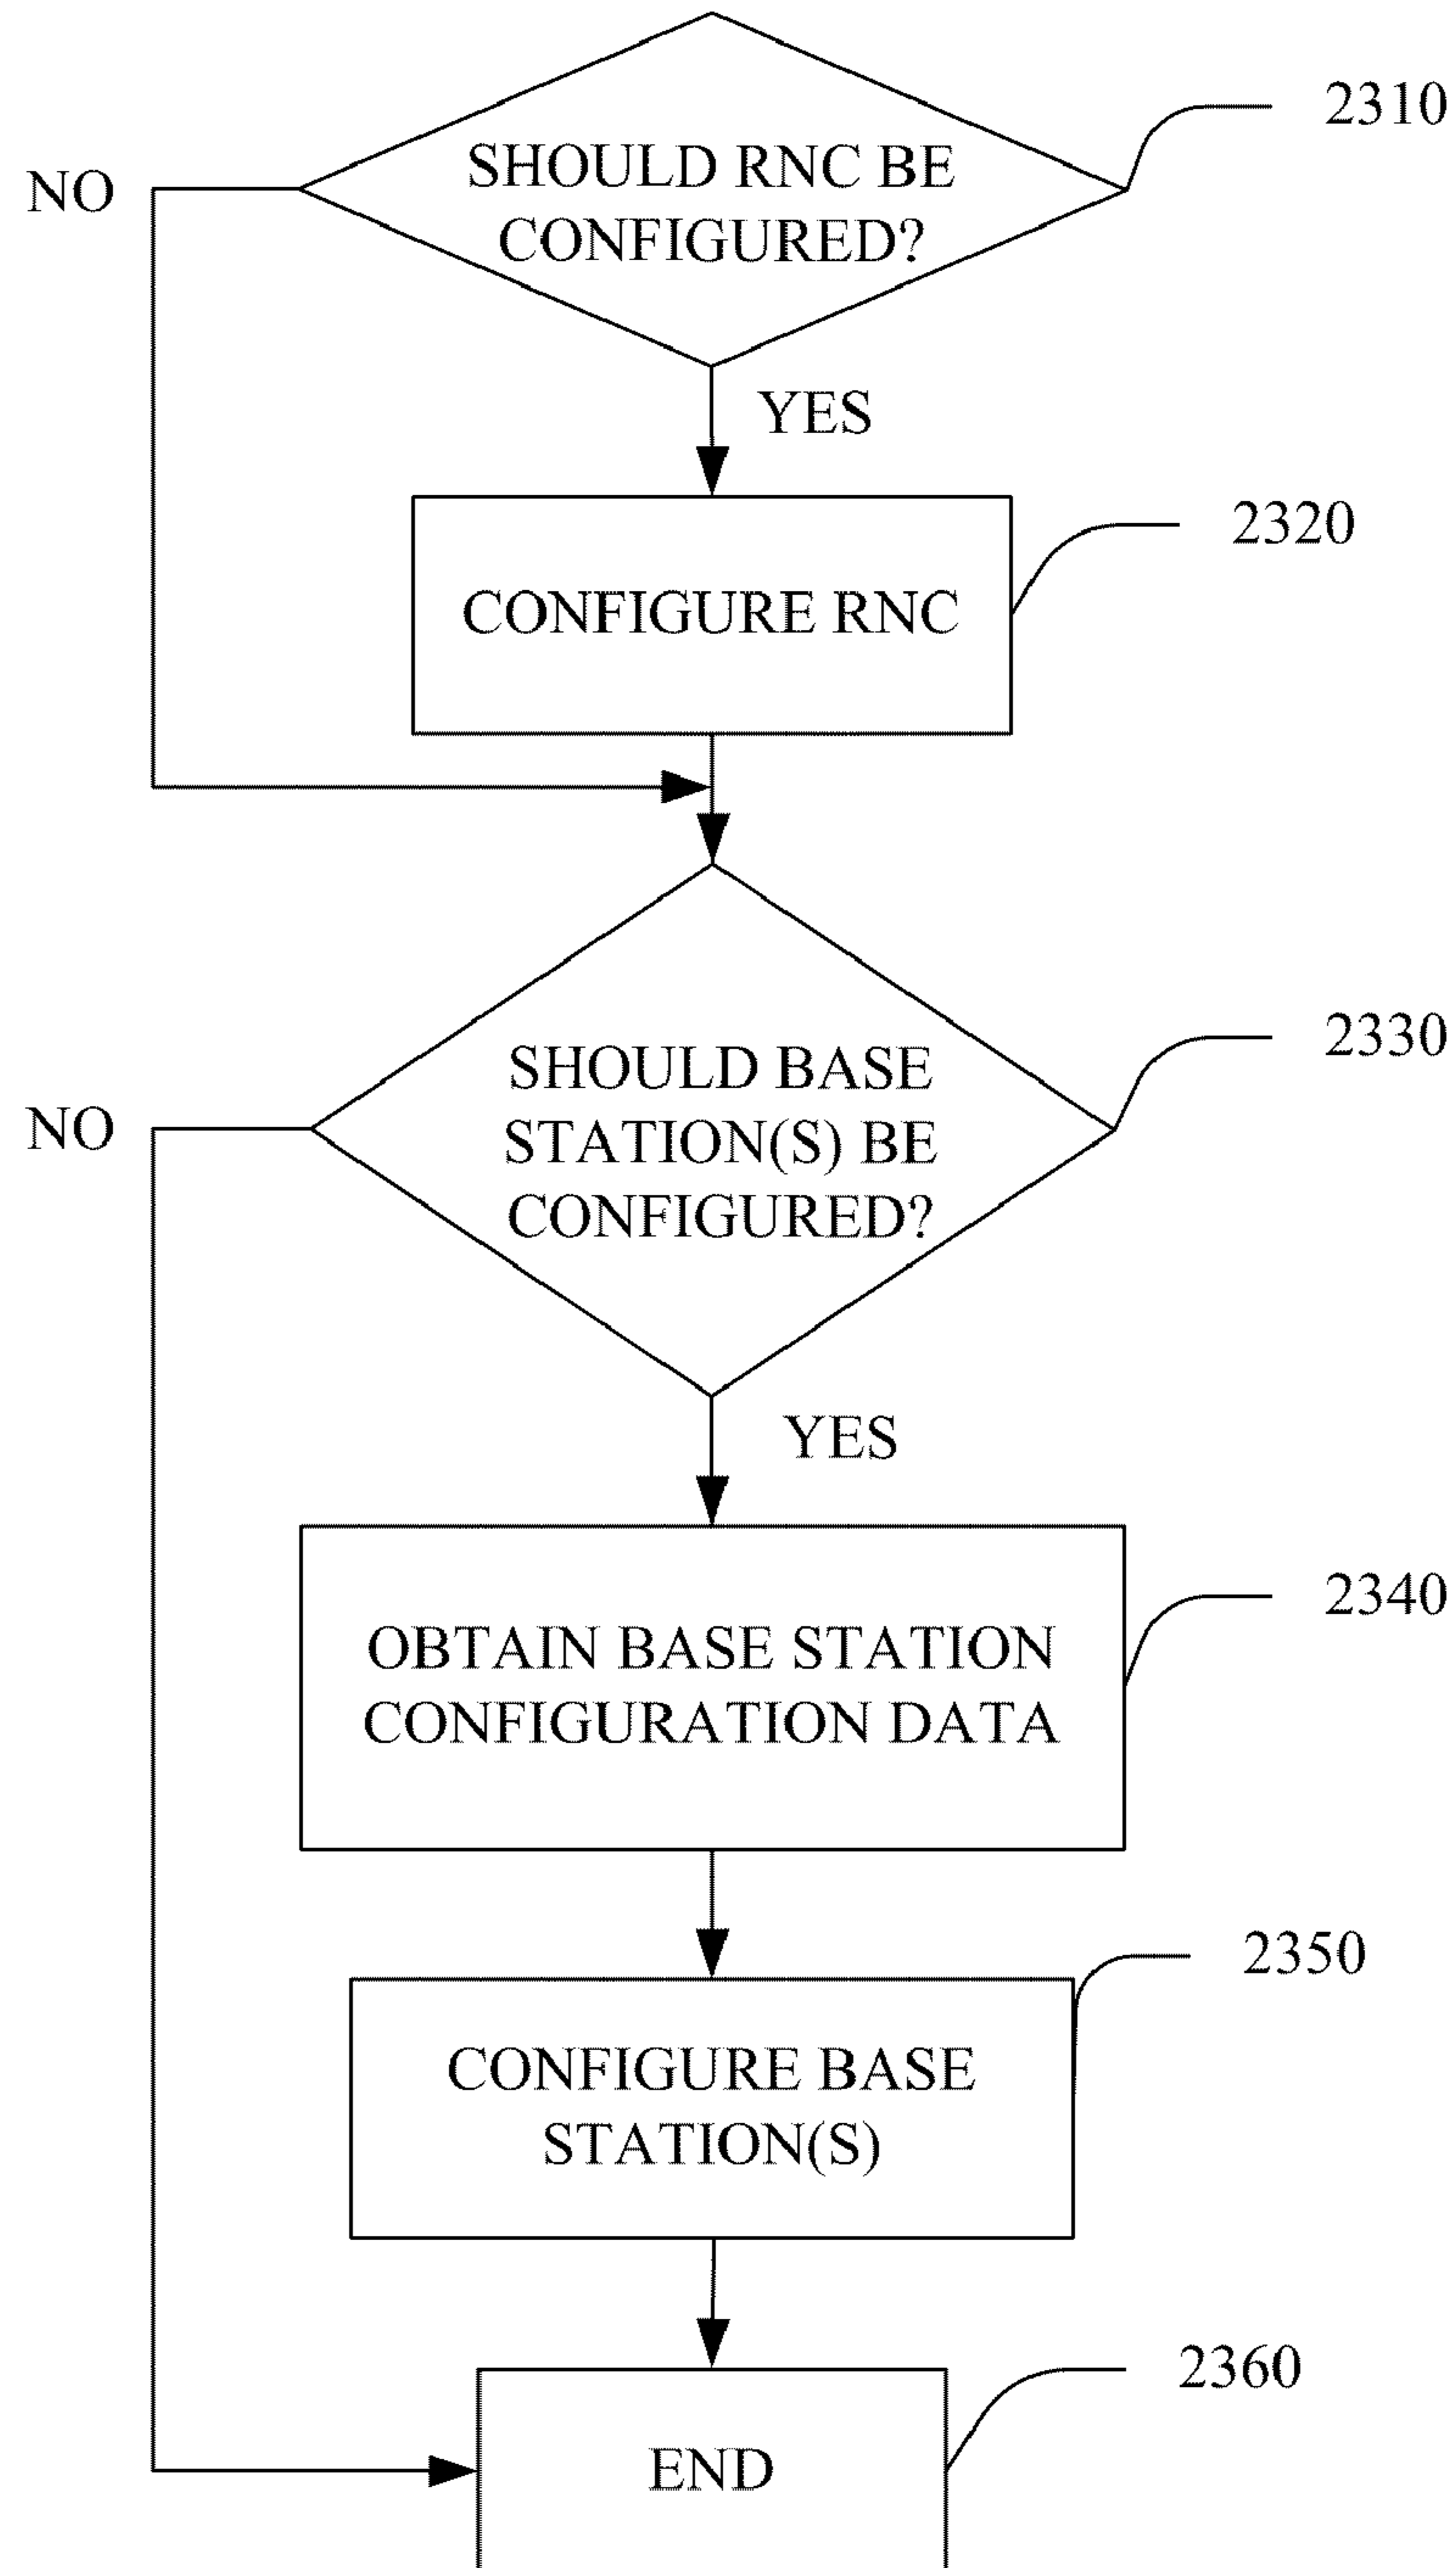 2310
SHOULD RNC BE
CONFIGURED?
NO
YES
2320
CONFIGURE RNC
2330
SHOULD BASE
STATION(S) BE
CONFIGURED?
NO
YES
2340
OBTAIN BASE STATION
CONFIGURATION DATA
2350
CONFIGURE BASE
STATION(S)
2360
END